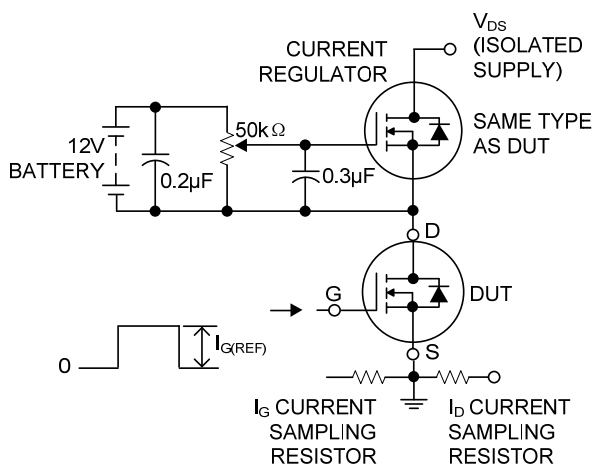 V_DS
(ISOLATED
SUPPLY)
CURRENT
REGULATOR
SAME TYPE
AS DUT
12V
BATTERY
0.2µF
50kΩ
0.3µF
D
DUT
G
S
0
I_G(REF)
I_G CURRENT
SAMPLING
RESISTOR
I_D CURRENT
SAMPLING
RESISTOR